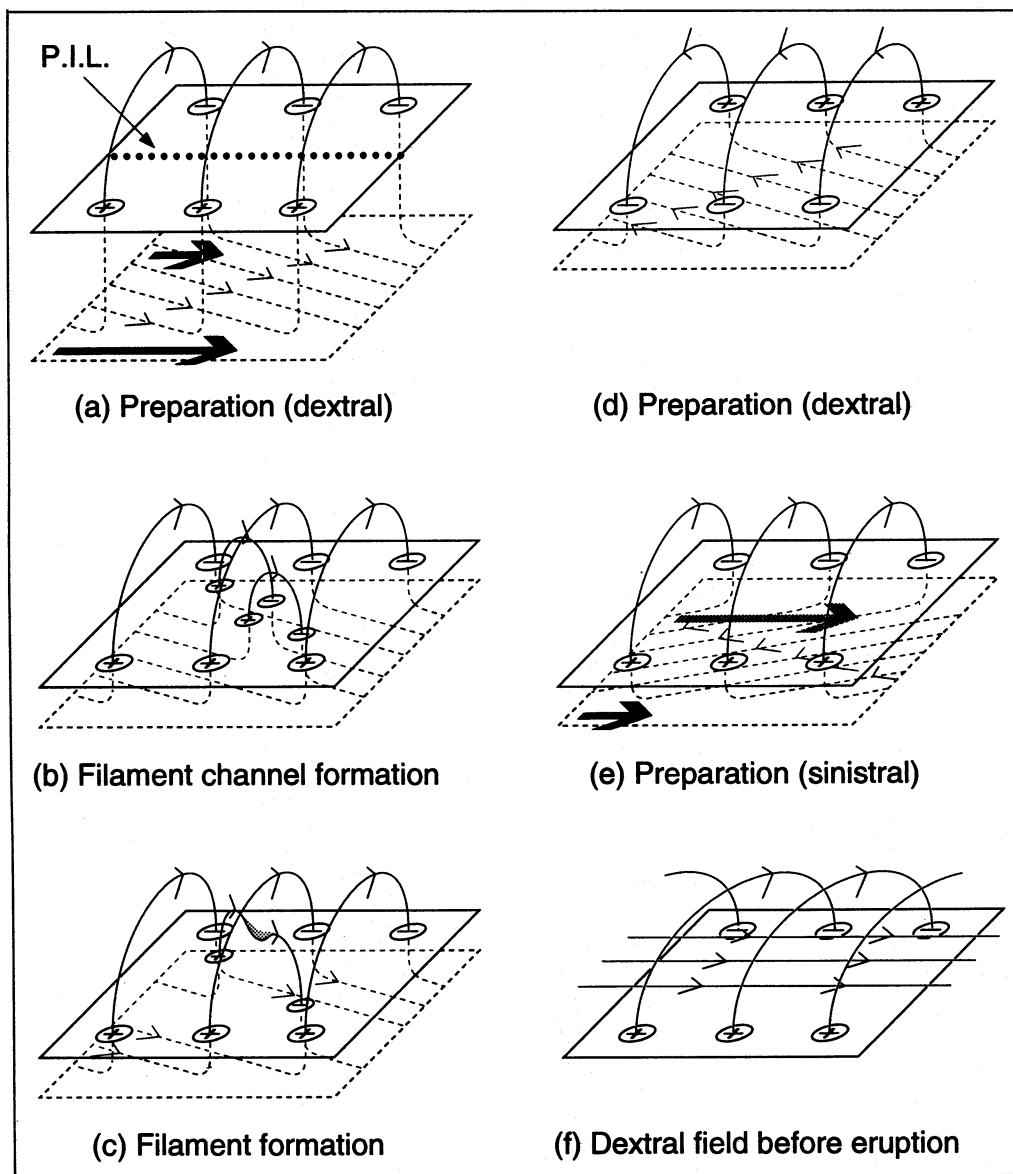 P.I.L.
(a) Preparation (dextral)
(d) Preparation (dextral)
(b) Filament channel formation
(e) Preparation (sinistral)
(c) Filament formation
(f) Dextral field before eruption